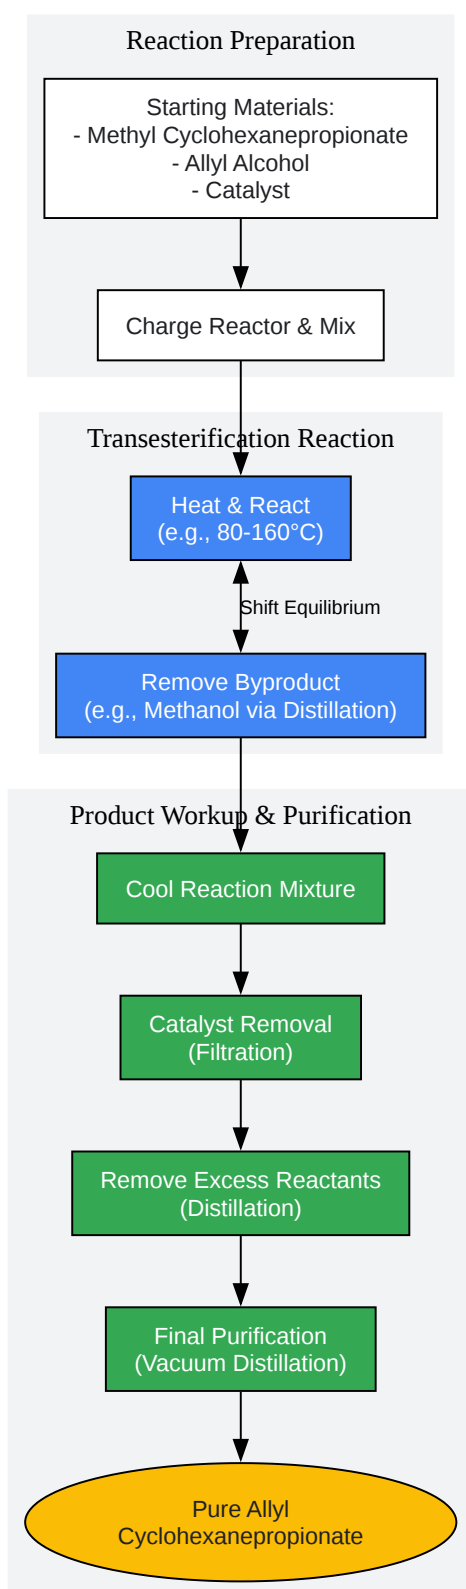 Reaction Preparation
Starting Materials:
- Methyl Cyclohexanepropionate
- Allyl Alcohol
- Catalyst
Charge Reactor & Mix
Transesterification Reaction
Heat & React
(e.g., 80-160°C)
Shift Equilibrium
Remove Byproduct
(e.g., Methanol via Distillation)
Product Workup & Purification
Cool Reaction Mixture
Catalyst Removal
(Filtration)
Remove Excess Reactants
(Distillation)
Final Purification
(Vacuum Distillation)
Pure Allyl
Cyclohexanepropionate